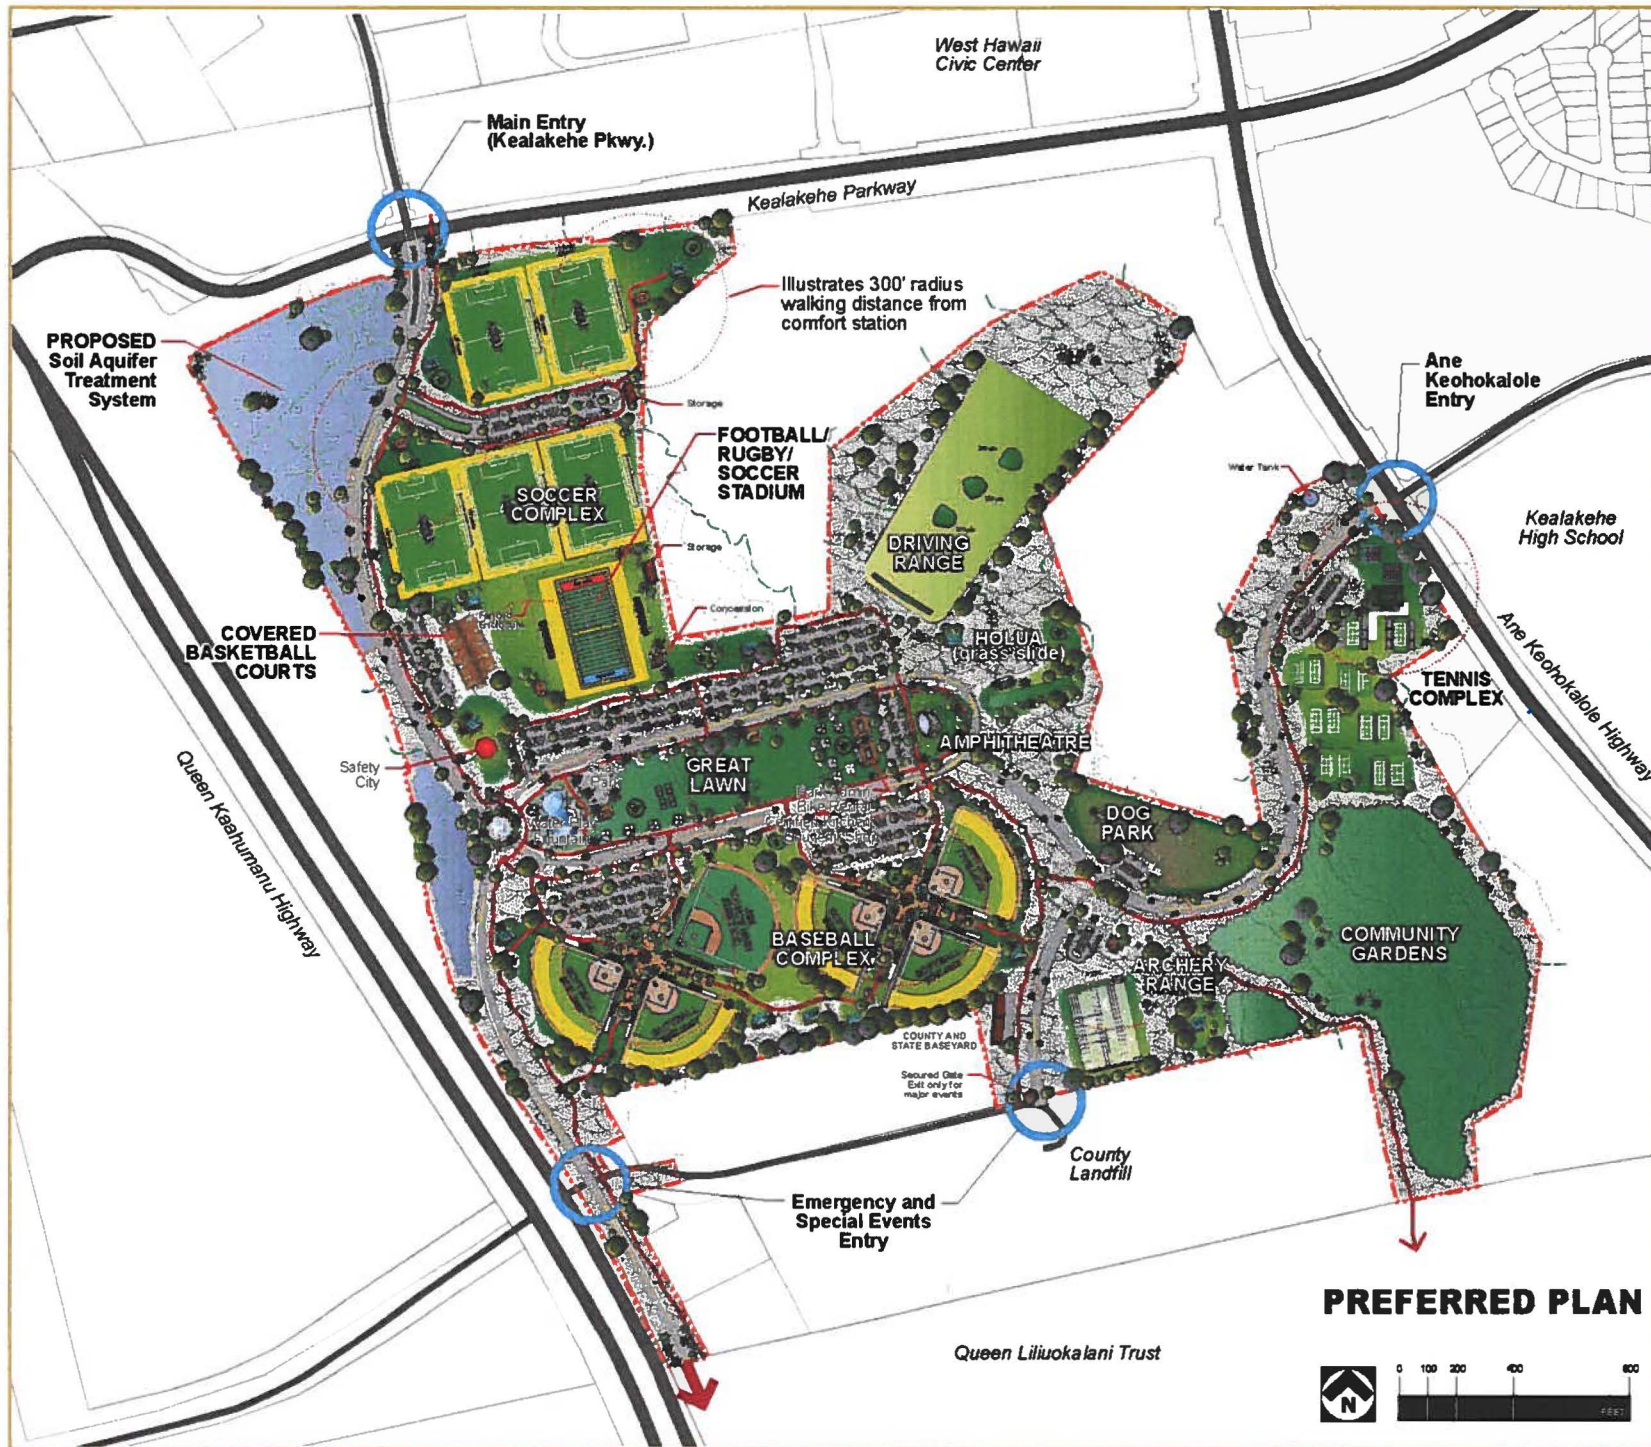 West Hawaii
Civic Center
Main Entry
(Kealakehe Pkwy.)
Kealakehe Parkway
Illustrates 300' radius
walking distance from
comfort station
PROPOSED
Soil Aquifer
Treatment
System
Ane
Keohokalole
Entry
Storage
FOOTBALL/
RUGBY/
SOCCER
STADIUM
Water Tank
SOCCER
COMPLEX
Kealakehe
High School
DRIVING
RANGE
Storage
Concession
COVERED
BASKETBALL
COURTS
HOLUA
(grass slide)
Ane Keohokalole Highway
TENNIS
COMPLEX
AMPHITHEATRE
Safety
City
GREAT
LAWN
Queen Kaahumanu Highway
DOG
PARK
BASEBALL
COMPLEX
COMMUNITY
GARDENS
ARCHERY
RANGE
COUNTY AND
STATE BASEYARD
Secured Gate
Exit only for
major events
County
Landfill
Emergency and
Special Events
Entry
PREFERRED PLAN
Queen Liliuokalani Trust
0 100 200 400 800
FEET
N